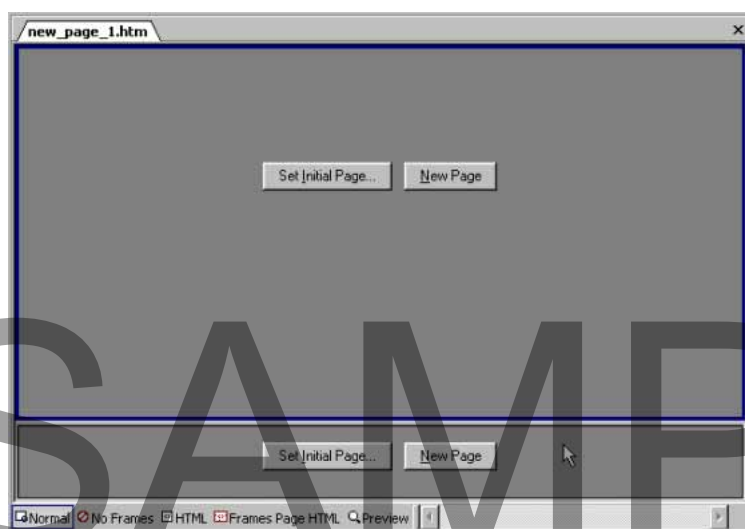 new_page_1.htm
Set Initial Page... New Page
SAMP
Set Initial Page... New Page
Normal No Frames HTML Frames Page HTML Preview